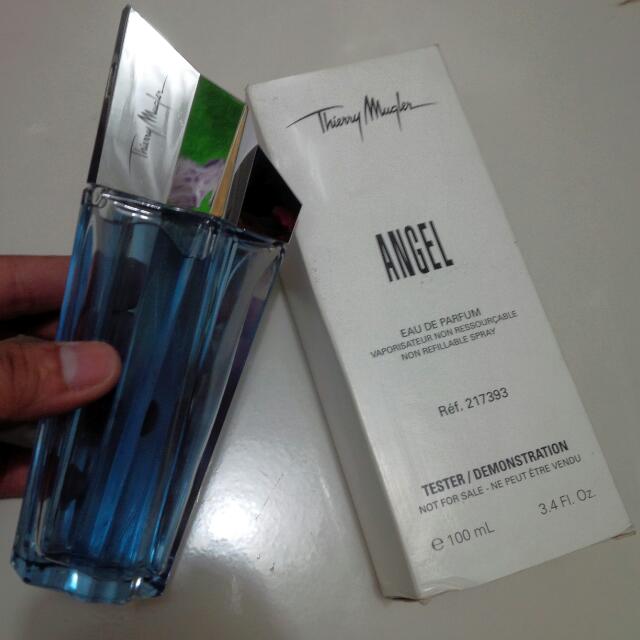 Thierry Mugler
Thierry Mugler
ANGEL
EAU DE PARFUM
VAPORISATEUR NON RESSOURÇABLE
NON REFILLABLE SPRAY
Réf. 217393
TESTER / DEMONSTRATION
NOT FOR SALE - NE PEUT ÊTRE VENDU
e 100 mL 3.4 Fl. Oz.